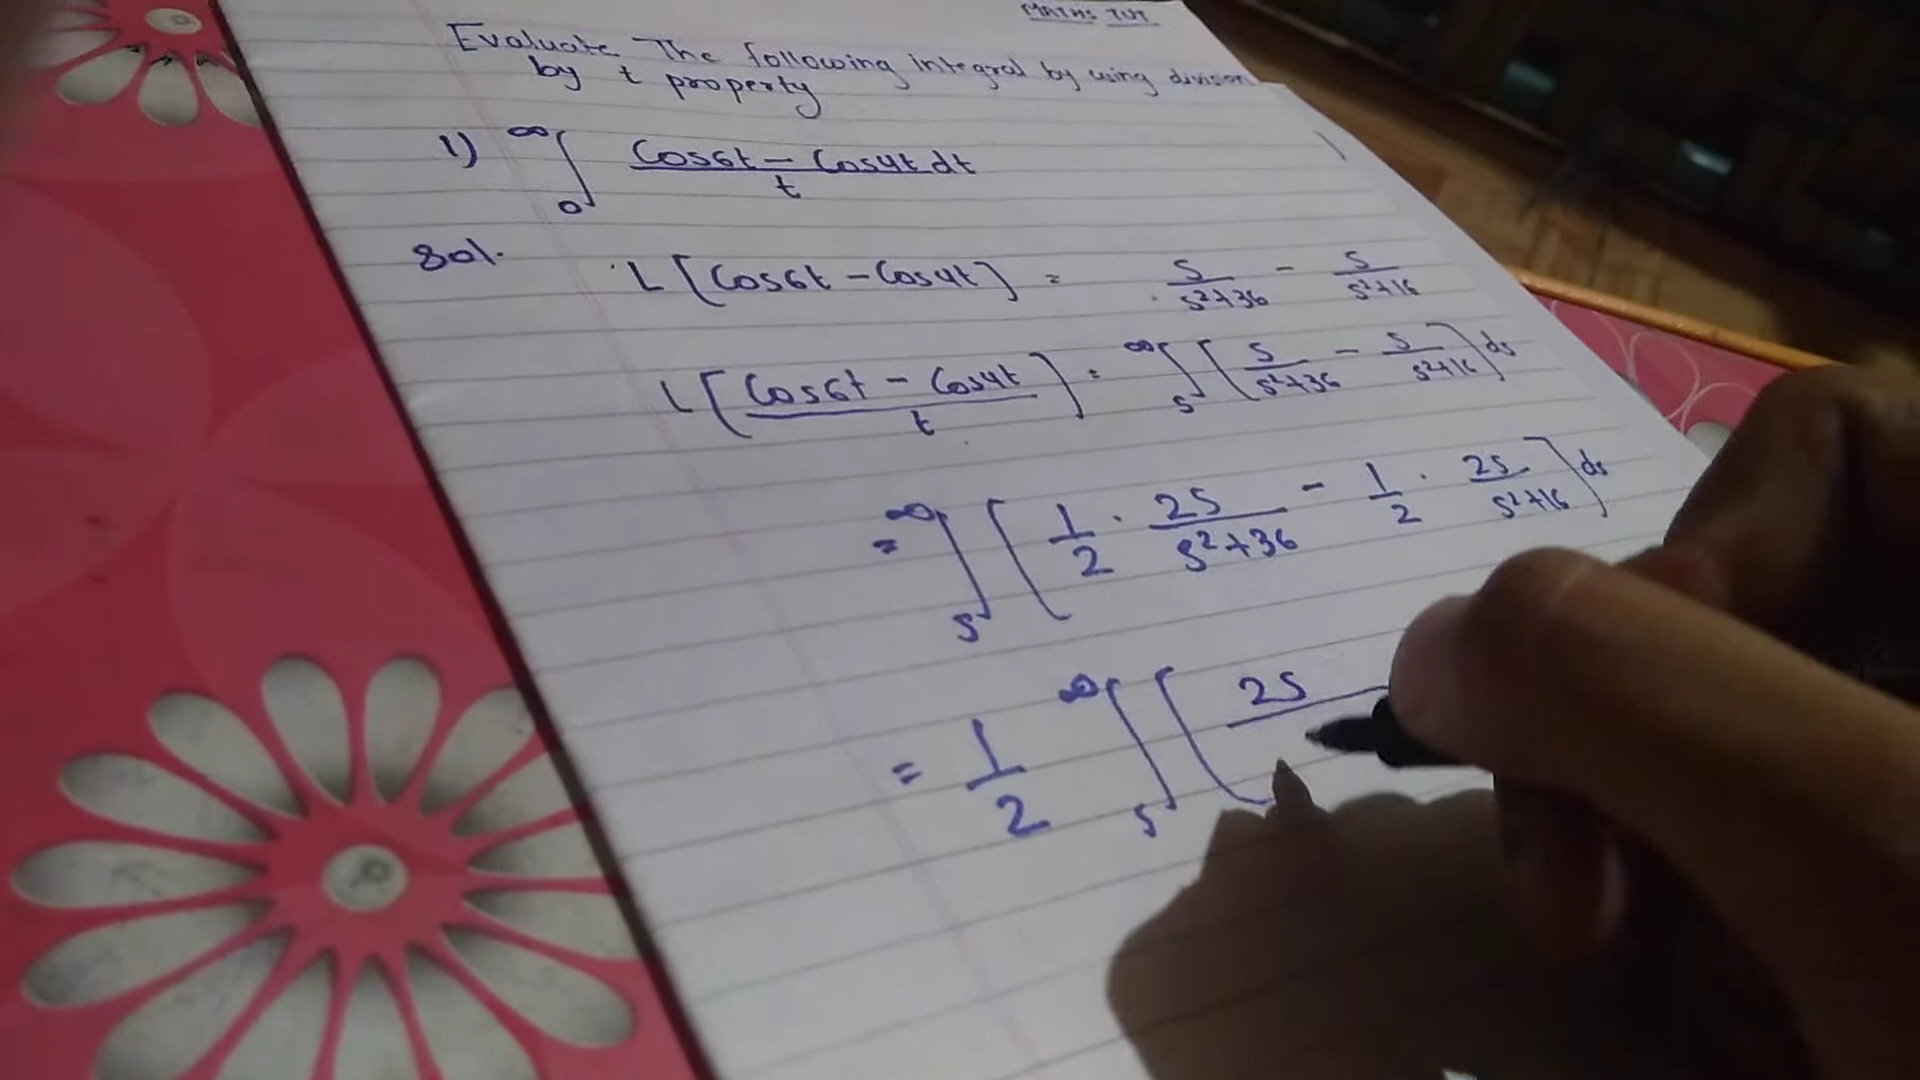 MATHS TUT
Evaluate The following integral by using division
by t property
1) ∞∫0 Cos6t - Cos4t dt / t
Sol. L[Cos6t - Cos4t] = s/s²+36 - s/s²+16
L[Cos6t - Cos4t / t] = ∞∫s [s/s²+36 - s/s²+16] ds
= ∞∫s [1/2 · 2s/s²+36 - 1/2 · 2s/s²+16] ds
= 1/2 ∞∫s [2s